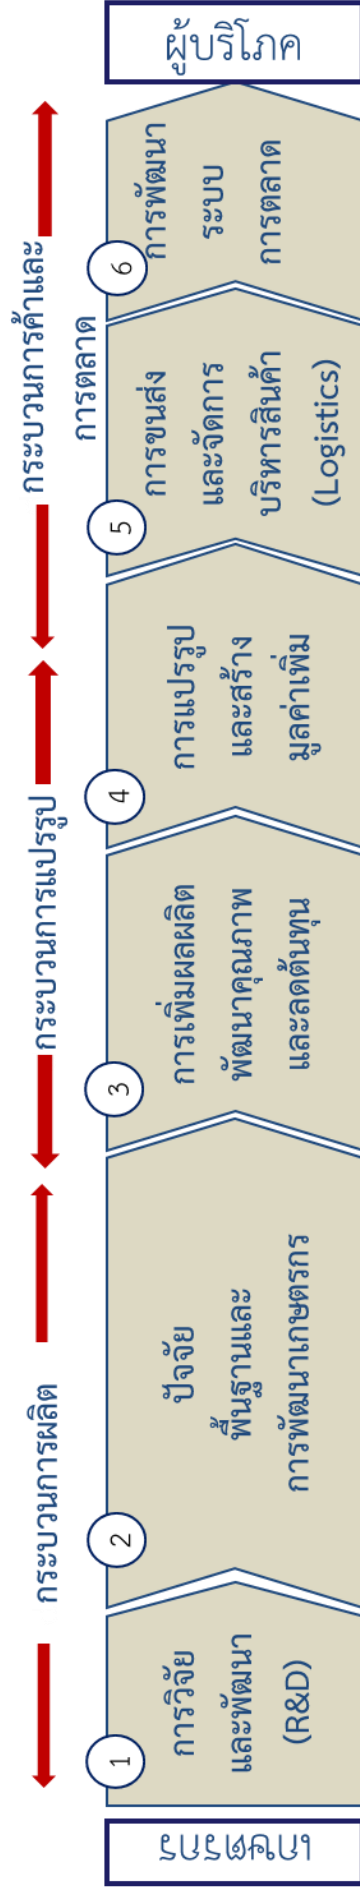 กระบวนการผลิต
กระบวนการแปรรูป
กระบวนการค้าและ
การตลาด
เกษตรกร
1
การวิจัย
และพัฒนา
(R&D)
2
ปัจจัย
พื้นฐานและ
การพัฒนาเกษตรกร
3
การเพิ่มผลผลิต
พัฒนาคุณภาพ
และลดต้นทุน
4
การแปรรูป
และสร้าง
มูลค่าเพิ่ม
5
การขนส่ง
และจัดการ
บริหารสินค้า
(Logistics)
6
การพัฒนา
ระบบ
การตลาด
ผู้บริโภค